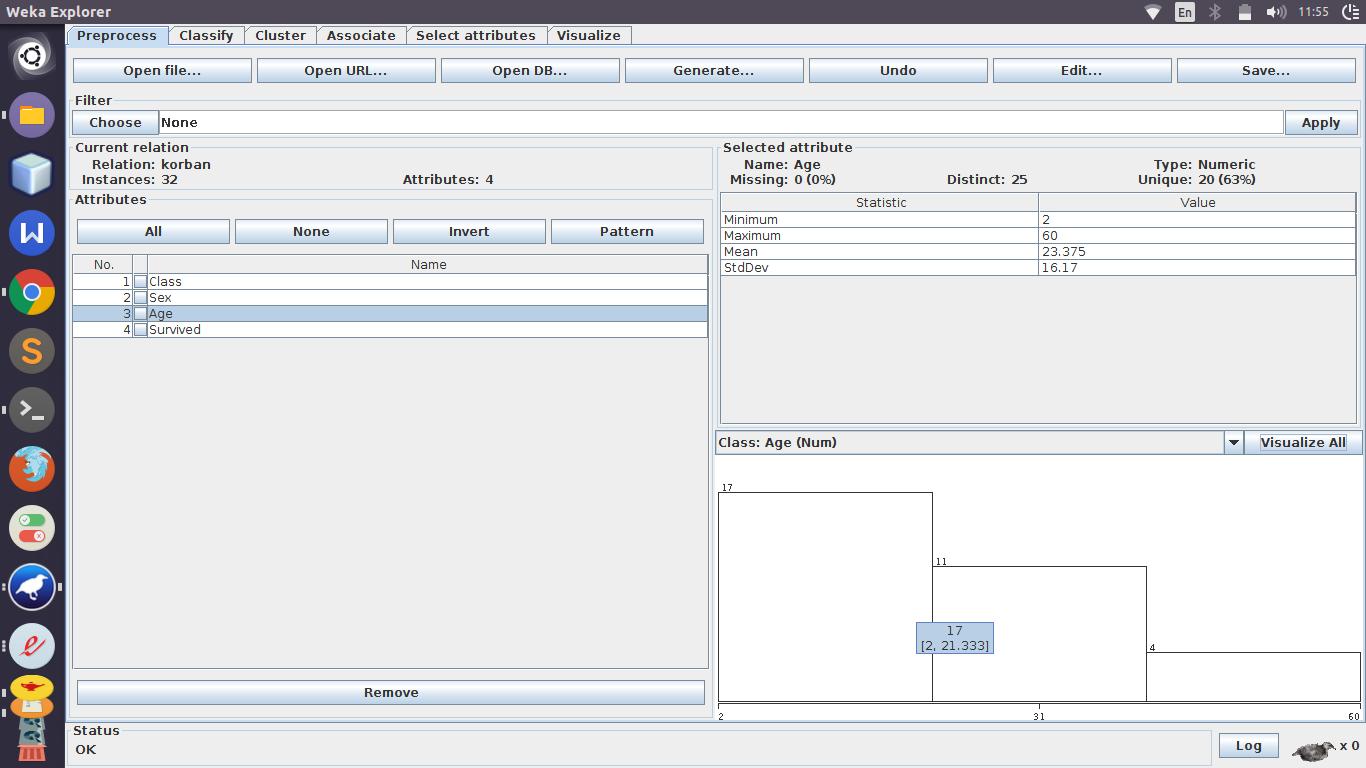 Weka Explorer
En
11:55
Preprocess Classify Cluster Associate Select attributes Visualize
Open file... Open URL... Open DB... Generate... Undo Edit... Save...
Filter
Choose None Apply
Current relation
Relation: korban
Instances: 32 Attributes: 4
Attributes
All None Invert Pattern
No. Name
1 Class
2 Sex
3 Age
4 Survived
Remove
Selected attribute
Name: Age Type: Numeric
Missing: 0 (0%) Distinct: 25 Unique: 20 (63%)
Statistic Value
Minimum 2
Maximum 60
Mean 23.375
StdDev 16.17
Class: Age (Num) Visualize All
17
11
17
[2, 21.333]
4
2 31 60
Status
OK
Log x 0